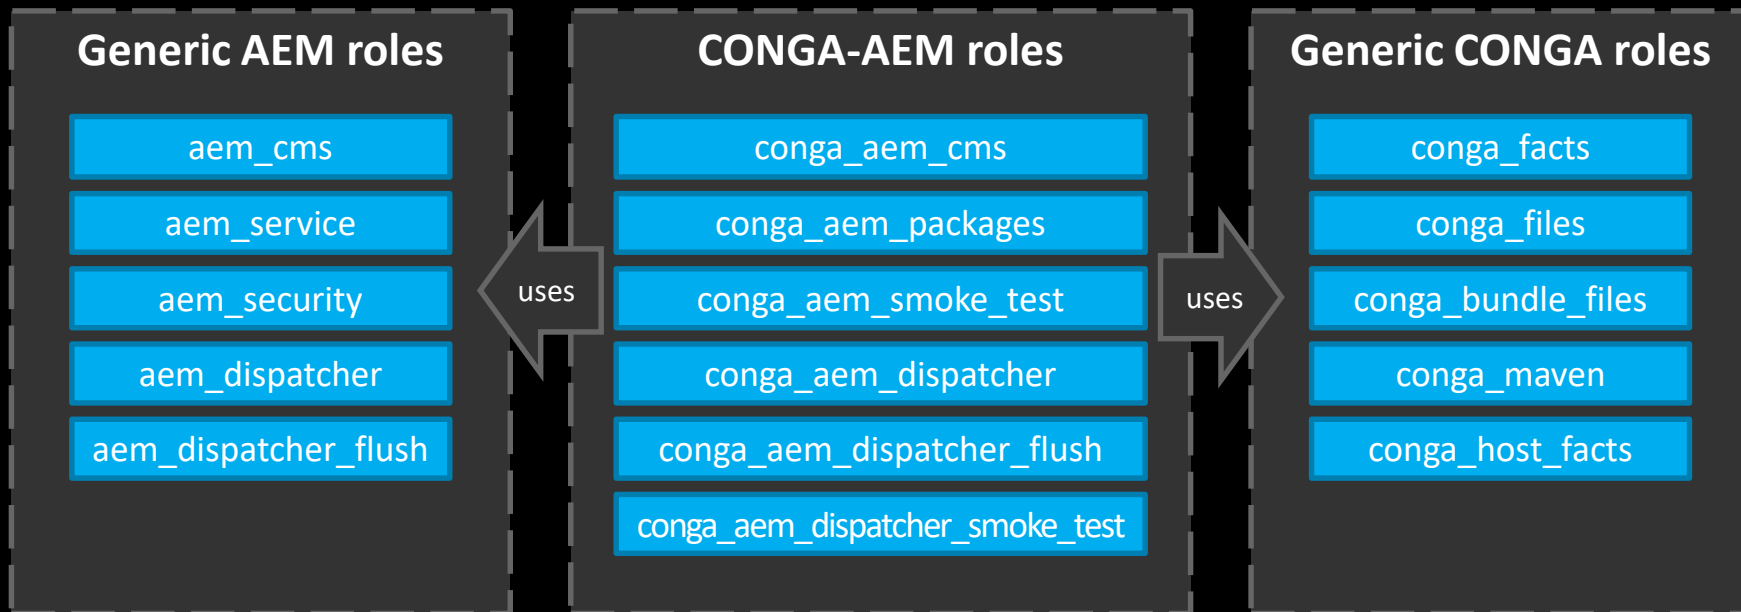 Generic AEM roles
aem_cms
aem_service
aem_security
aem_dispatcher
aem_dispatcher_flush
uses
CONGA-AEM roles
conga_aem_cms
conga_aem_packages
conga_aem_smoke_test
conga_aem_dispatcher
conga_aem_dispatcher_flush
conga_aem_dispatcher_smoke_test
uses
Generic CONGA roles
conga_facts
conga_files
conga_bundle_files
conga_maven
conga_host_facts